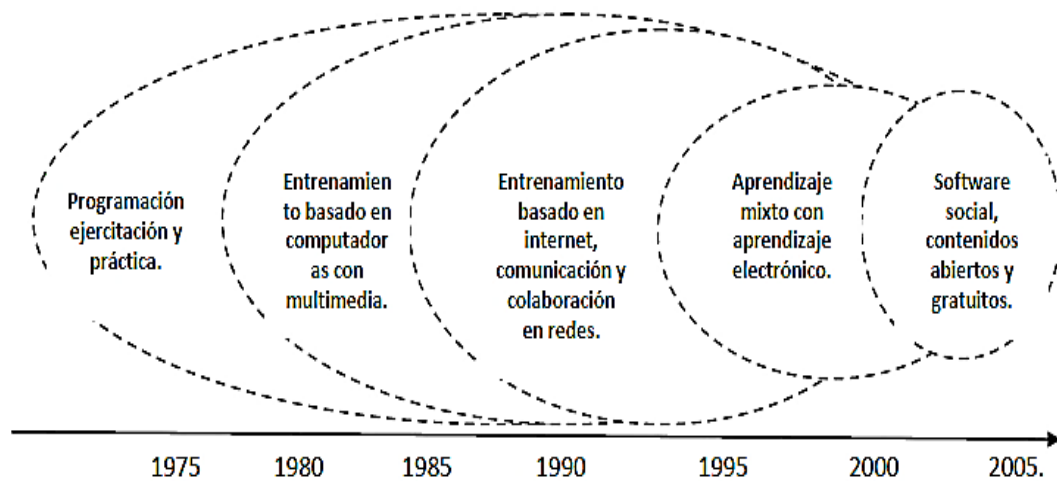 Programación
ejercitación y
práctica.
Entrenamien
to basado en
computador
as con
multimedia.
Entrenamiento
basado en
internet,
comunicación y
colaboración
en redes.
Aprendizaje
mixto con
aprendizaje
electrónico.
Software
social,
contenidos
abiertos y
gratuitos.
1975 1980 1985 1990 1995 2000 2005.